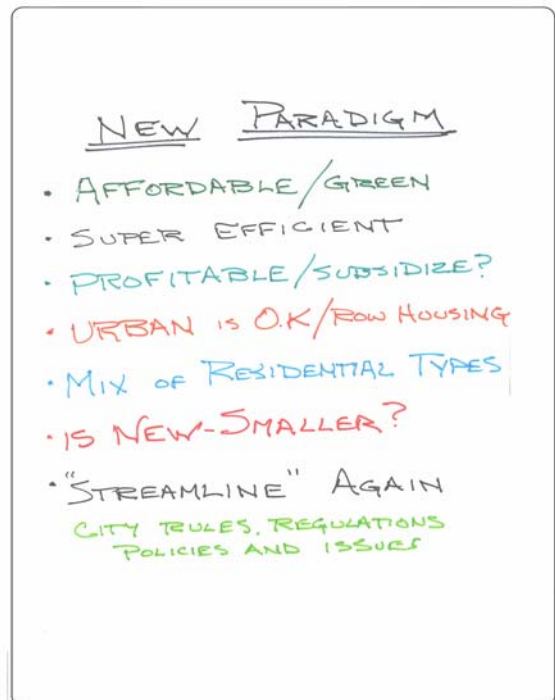 NEW PARADIGM
• AFFORDABLE/GREEN
• SUPER EFFICIENT
• PROFITABLE/SUBSIDIZE?
• URBAN IS O.K/ROW HOUSING
• MIX OF RESIDENTIAL TYPES
• IS NEW-SMALLER?
• "STREAMLINE" AGAIN
CITY RULES, REGULATIONS
POLICIES AND ISSUES